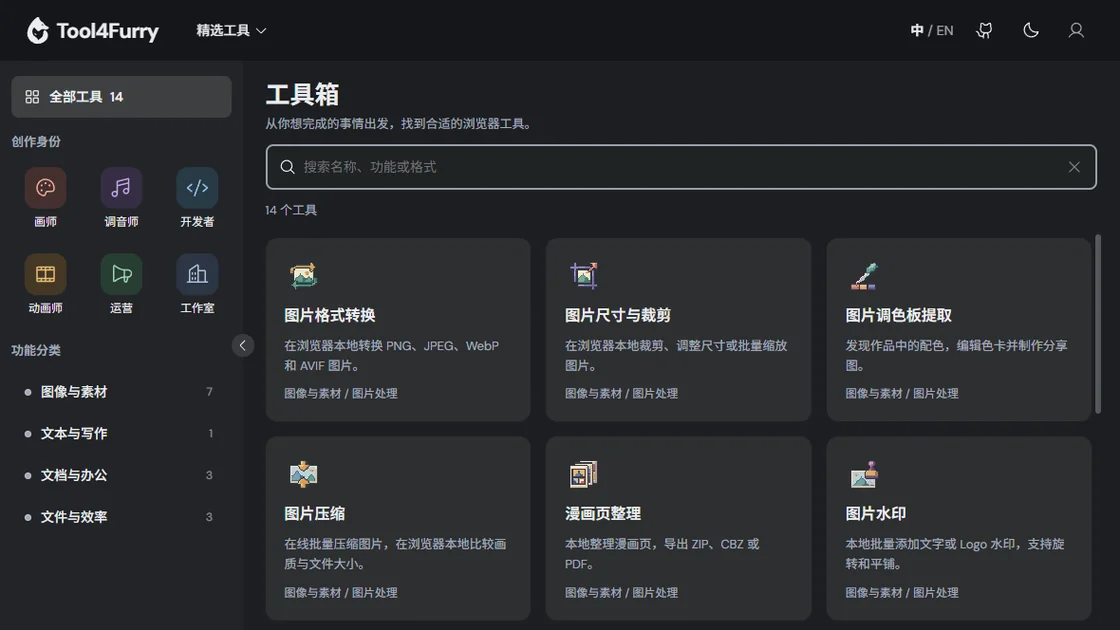 Tool4Furry
精选工具
中 / EN
全部工具 14
创作身份
画师
调音师
开发者
动画师
运营
工作室
功能分类
图像与素材 7
文本与写作 1
文档与办公 3
文件与效率 3
工具箱
从你想完成的事情出发，找到合适的浏览器工具。
搜索名称、功能或格式
14 个工具
图片格式转换
在浏览器本地转换 PNG、JPEG、WebP
和 AVIF 图片。
图像与素材 / 图片处理
图片尺寸与裁剪
在浏览器本地裁剪、调整尺寸或批量缩放
图片。
图像与素材 / 图片处理
图片调色板提取
发现作品中的配色，编辑色卡并制作分享
图。
图像与素材 / 图片处理
图片压缩
在线批量压缩图片，在浏览器本地比较画
质与文件大小。
图像与素材 / 图片处理
漫画页整理
本地整理漫画页，导出 ZIP、CBZ 或
PDF。
图像与素材 / 图片处理
图片水印
本地批量添加文字或 Logo 水印，支持旋
转和平铺。
图像与素材 / 图片处理